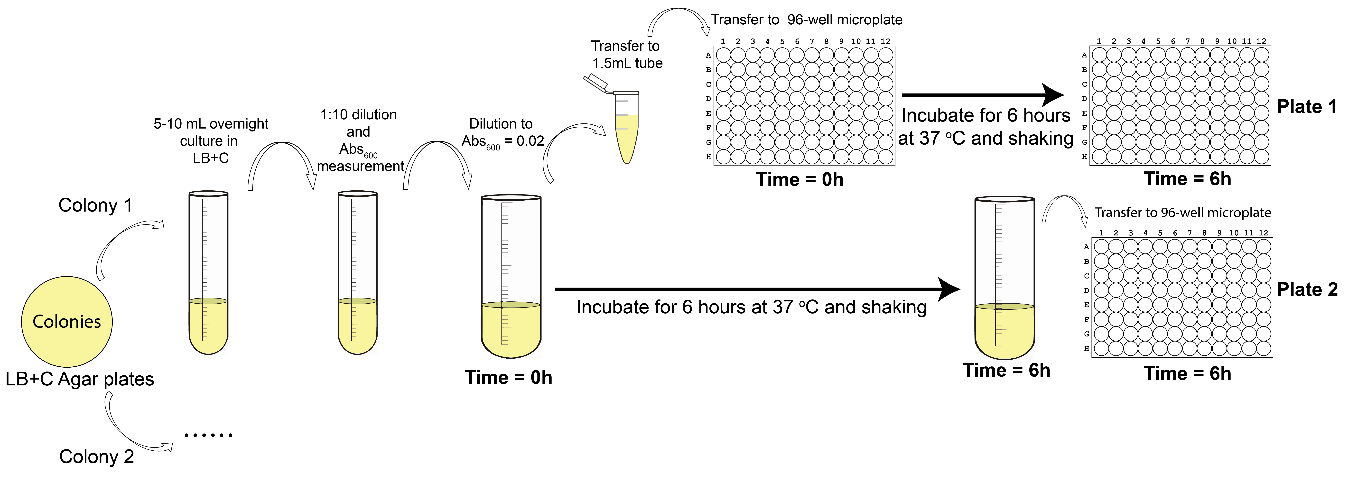 Colonies
LB+C Agar plates
Colony 1
Colony 2
......
5-10 mL overnight
culture in
LB+C
1:10 dilution
and
Abs600
measurement
Dilution to
Abs600 = 0.02
Time = 0h
Transfer to
1.5mL tube
Transfer to 96-well microplate
1 2 3 4 5 6 7 8 9 10 11 12
A
B
C
D
E
F
G
H
Time = 0h
Incubate for 6 hours
at 37 °C and shaking
1 2 3 4 5 6 7 8 9 10 11 12
A
B
C
D
E
F
G
H
Time = 6h
Plate 1
Incubate for 6 hours at 37 °C and shaking
Time = 6h
Transfer to 96-well microplate
1 2 3 4 5 6 7 8 9 10 11 12
A
B
C
D
E
F
G
H
Time = 6h
Plate 2